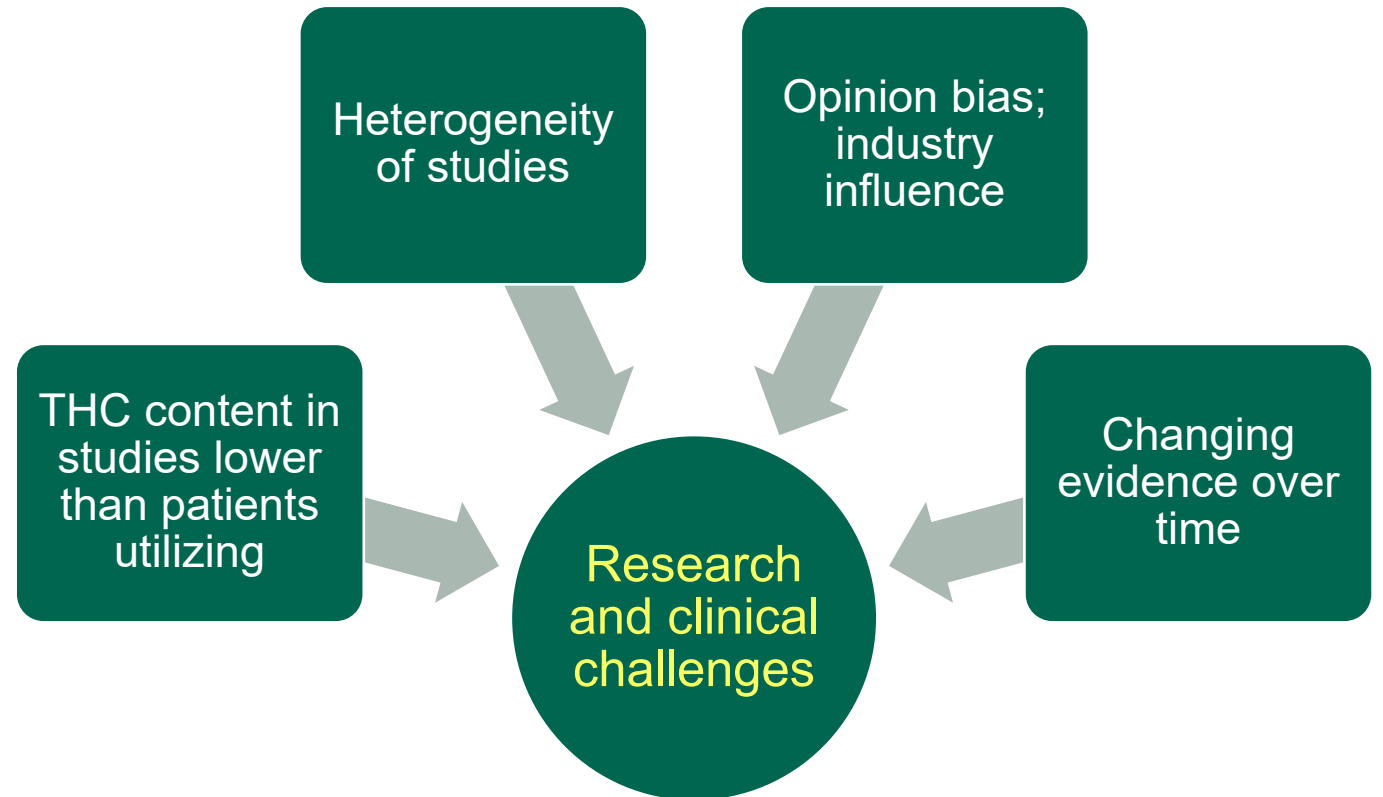 Heterogeneity
of studies
Opinion bias;
industry
influence
THC content in
studies lower
than patients
utilizing
Changing
evidence over
time
Research
and clinical
challenges